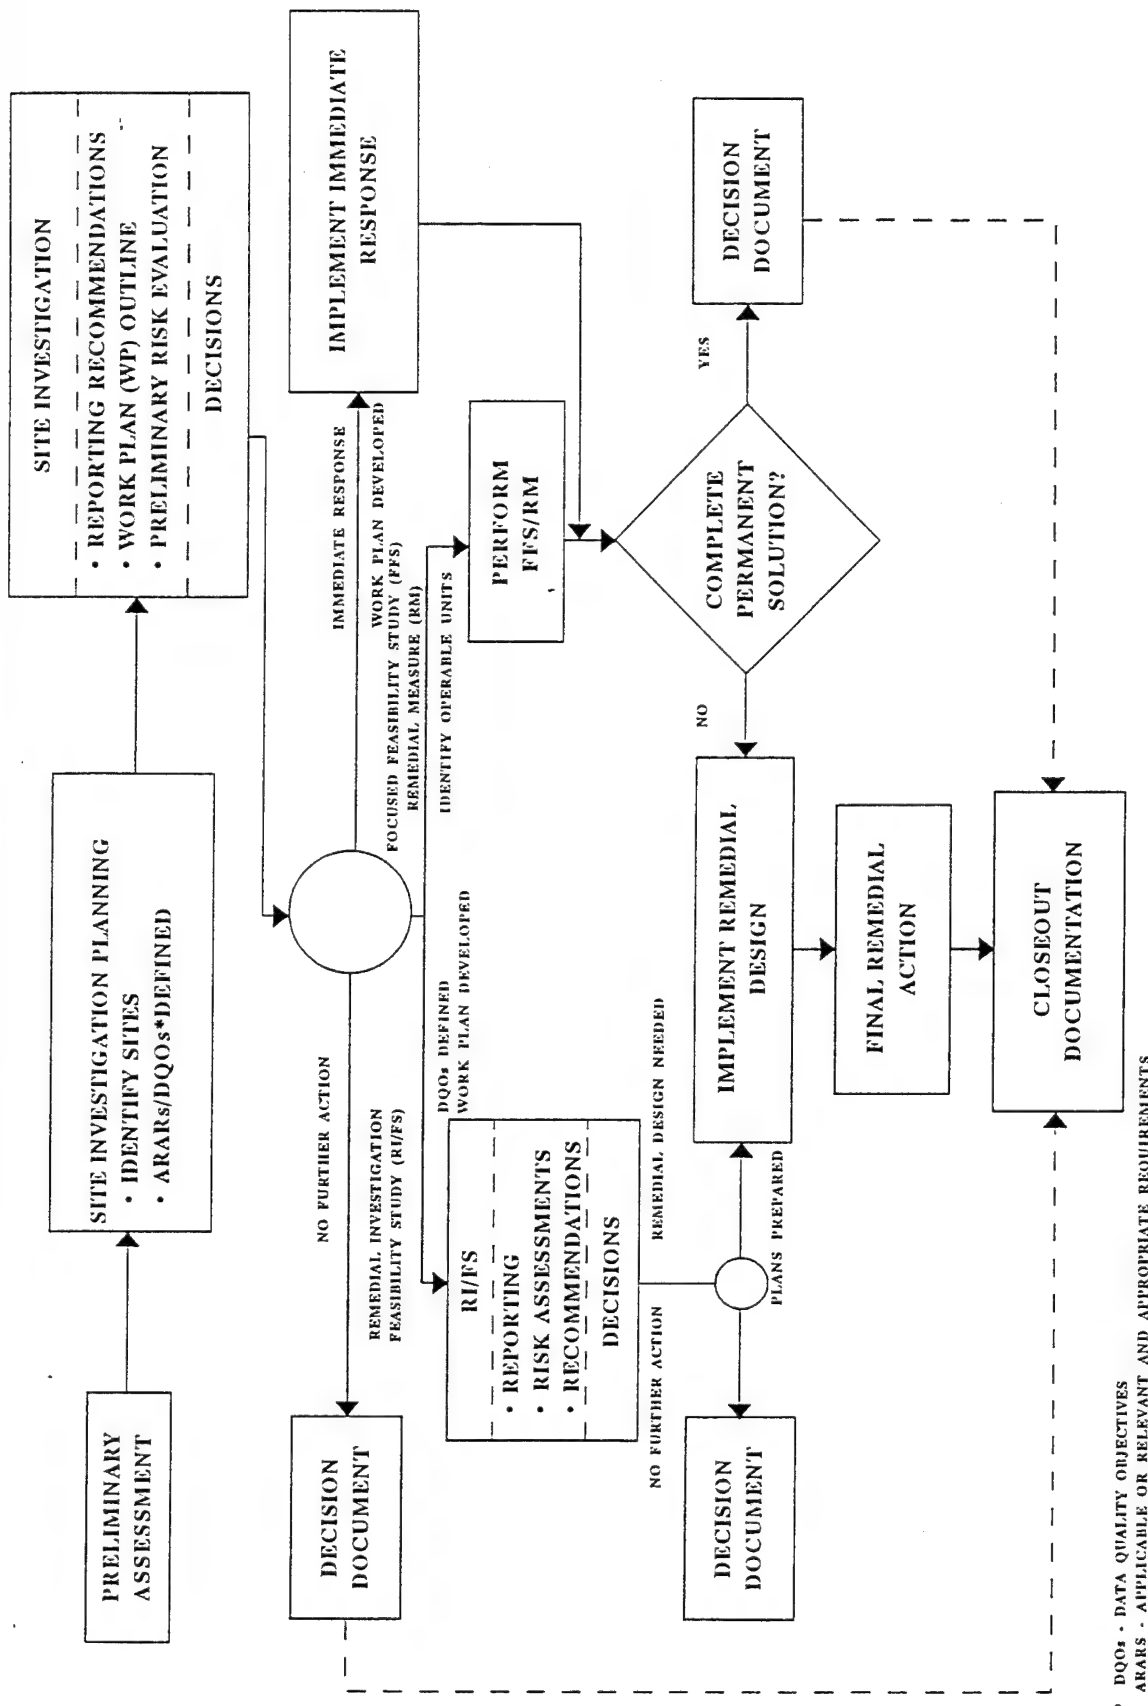 PRELIMINARY
ASSESSMENT
SITE INVESTIGATION PLANNING
• IDENTIFY SITES
• ARARs/DQOs*DEFINED
SITE INVESTIGATION
• REPORTING RECOMMENDATIONS
• WORK PLAN (WP) OUTLINE
• PRELIMINARY RISK EVALUATION
DECISIONS
DECISION
DOCUMENT
NO FURTHER ACTION
REMEDIAL INVESTIGATION
FEASIBILITY STUDY (RI/FS)
IMMEDIATE RESPONSE
WORK PLAN DEVELOPED
FOCUSED FEASIBILITY STUDY (FFS)
REMEDIAL MEASURE (RM)
IMPLEMENT IMMEDIATE
RESPONSE
DQOs DEFINED
WORK PLAN DEVELOPED
IDENTIFY OPERABLE UNITS
RI/FS
• REPORTING
• RISK ASSESSMENTS
• RECOMMENDATIONS
DECISIONS
PERFORM
FFS/RM
NO FURTHER ACTION
REMEDIAL DESIGN NEEDED
DECISION
DOCUMENT
PLANS PREPARED
IMPLEMENT REMEDIAL
DESIGN
NO
COMPLETE
PERMANENT
SOLUTION?
YES
DECISION
DOCUMENT
FINAL REMEDIAL
ACTION
CLOSEOUT
DOCUMENTATION
DQOs - DATA QUALITY OBJECTIVES
ARARS - APPLICABLE OR RELEVANT AND APPROPRIATE REQUIREMENTS